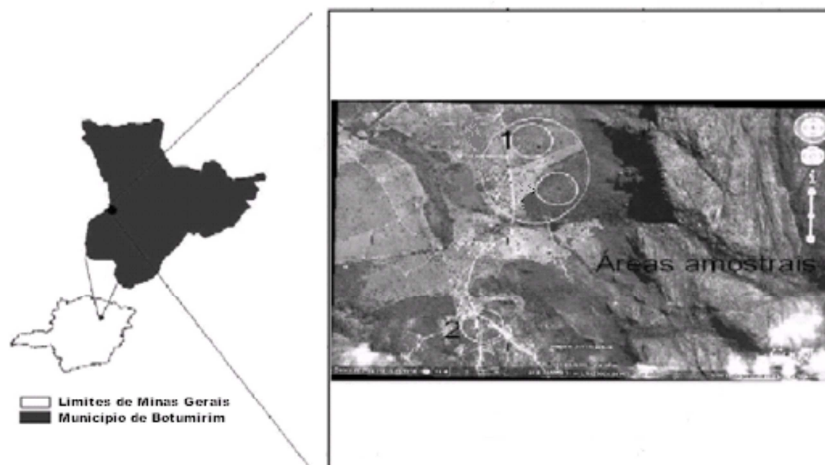 1
Áreas amostrais
2
Limites de Minas Gerais
Município de Botumirim